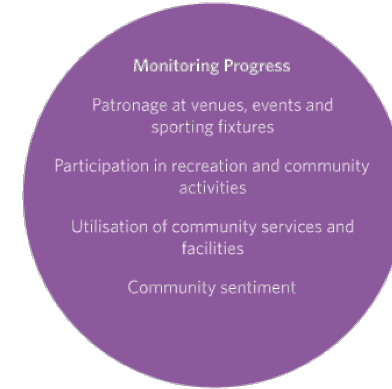 Monitoring Progress
Patronage at venues, events and
sporting fixtures
Participation in recreation and community
activities
Utilisation of community services and
facilities
Community sentiment